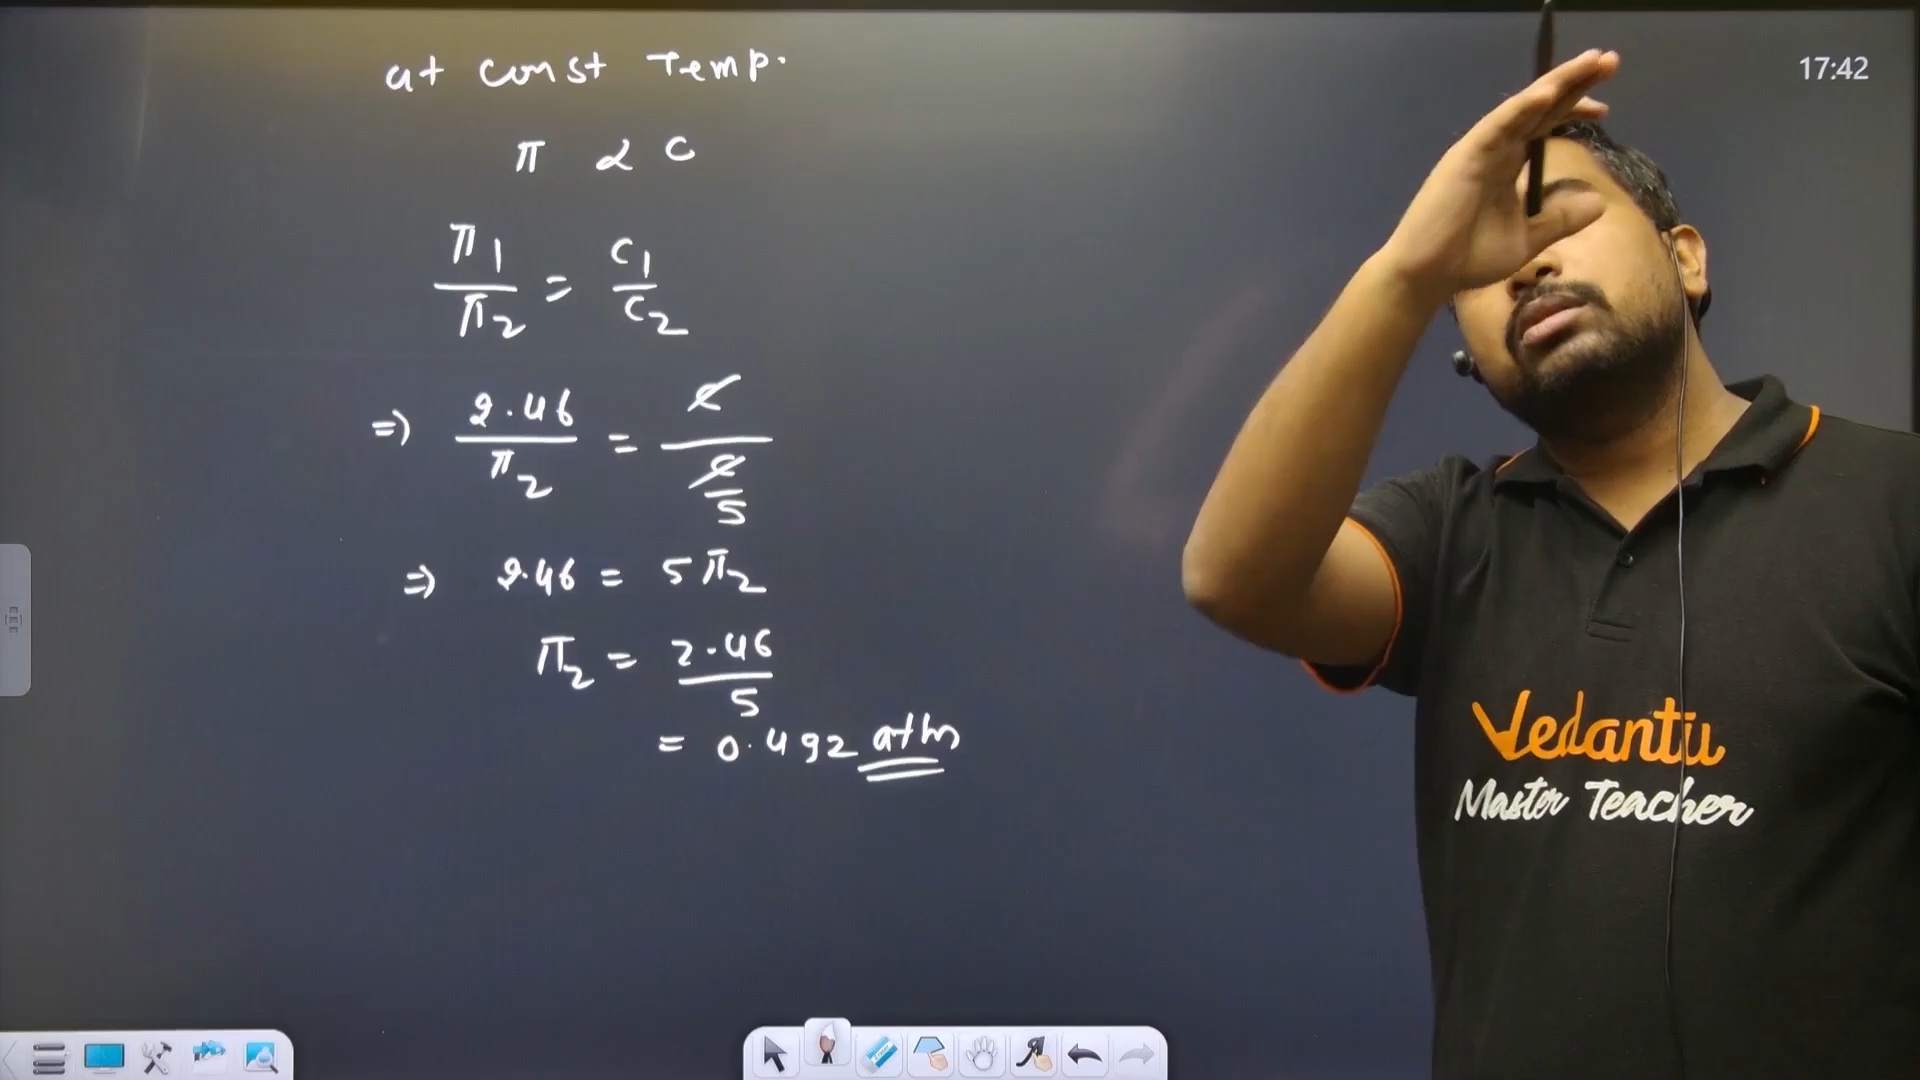 at const Temp.
π α C
π1/π2 = C1/C2
=) 2.46/π2 = C/(C/5)
=) 2.46 = 5π2
π2 = 2.46/5
= 0.492 atm
17:42
Vedantu
Master Teacher